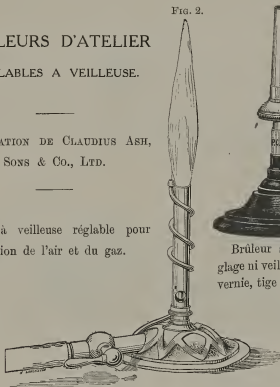 FIG. 2.
LEURS D'ATELIER
LABLES A VEILLEUSE.
ATION DE CLAUDIUS ASH,
SONS & CO., LTD.
à veilleuse réglable pour
ion de l'air et du gaz.
Brûleur
glage ni veil
vernie, tige